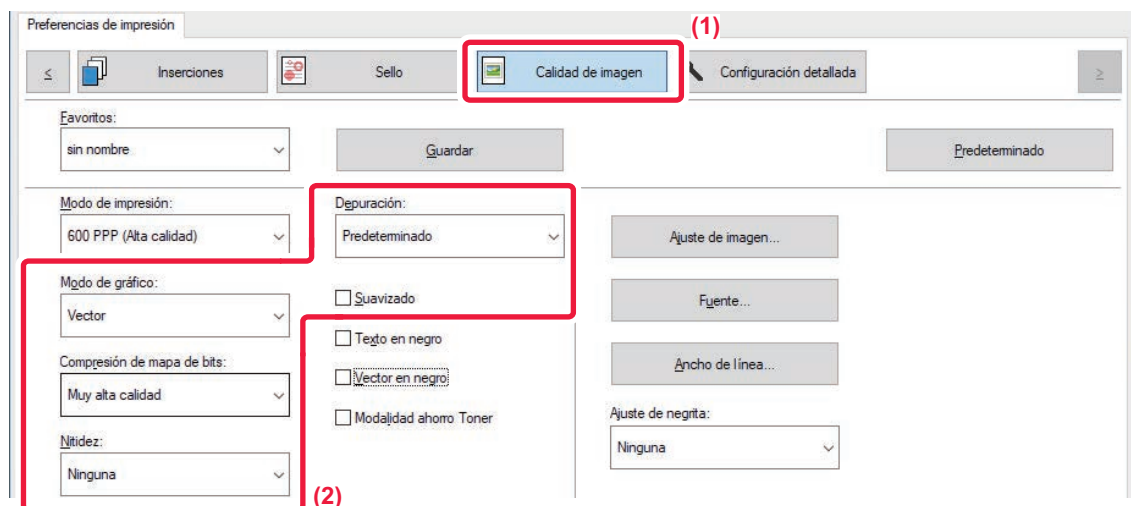 Preferencias de impresión
(1)
<
Inserciones
Sello
Calidad de imagen
Configuración detallada
>
Favoritos:
sin nombre
Guardar
Predeterminado
Modo de impresión:
600 PPP (Alta calidad)
Depuración:
Predeterminado
Ajuste de imagen...
Modo de gráfico:
Vector
Suavizado
Fuente...
Texto en negro
Compresión de mapa de bits:
Muy alta calidad
Vector en negro
Ancho de línea...
Modalidad ahorro Toner
Ajuste de negrita:
Ninguna
Nitidez:
Ninguna
(2)